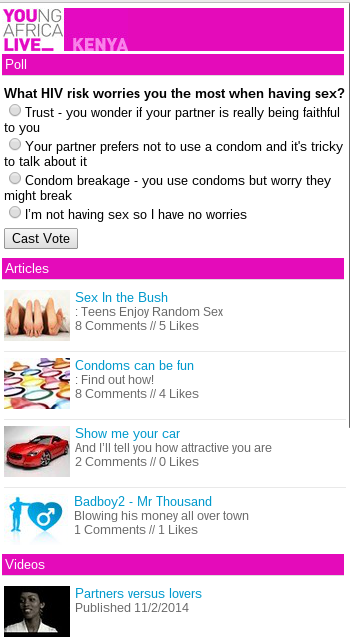 YOUNG
AFRICA
LIVE_
KENYA
Poll
What HIV risk worries you the most when having sex?
Trust - you wonder if your partner is really being faithful
to you
Your partner prefers not to use a condom and it's tricky
to talk about it
Condom breakage - you use condoms but worry they
might break
I'm not having sex so I have no worries
Cast Vote
Articles
Sex In the Bush
: Teens Enjoy Random Sex
8 Comments // 5 Likes
Condoms can be fun
: Find out how!
8 Comments // 4 Likes
Show me your car
And I'll tell you how attractive you are
2 Comments // 0 Likes
Badboy2 - Mr Thousand
Blowing his money all over town
1 Comments // 1 Likes
Videos
Partners versus lovers
Published 11/2/2014